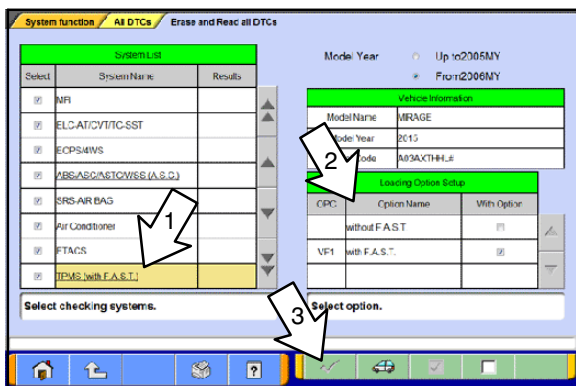 System function All DTCs Erase and Read all DTCs
System List
Select System Name Results
MFI
ELC-AT/CVT/TC-SST
ECPS/4WS
ABS/ASC/ASTC/WSS (A.S.C.)
SRS-AIR BAG
Air Conditioner
ETACS
TPMS (with F.A.S.T.)
Select checking systems.
Model Year Up to2005MY
From2006MY
Vehicle Information
Model Name MIRAGE
Model Year 2015
Code A03AXTHHL#
Loading Option Setup
OPC Option Name With Option
without F.A.S.T.
VF1 with F.A.S.T.
Select option.
1
2
3
?